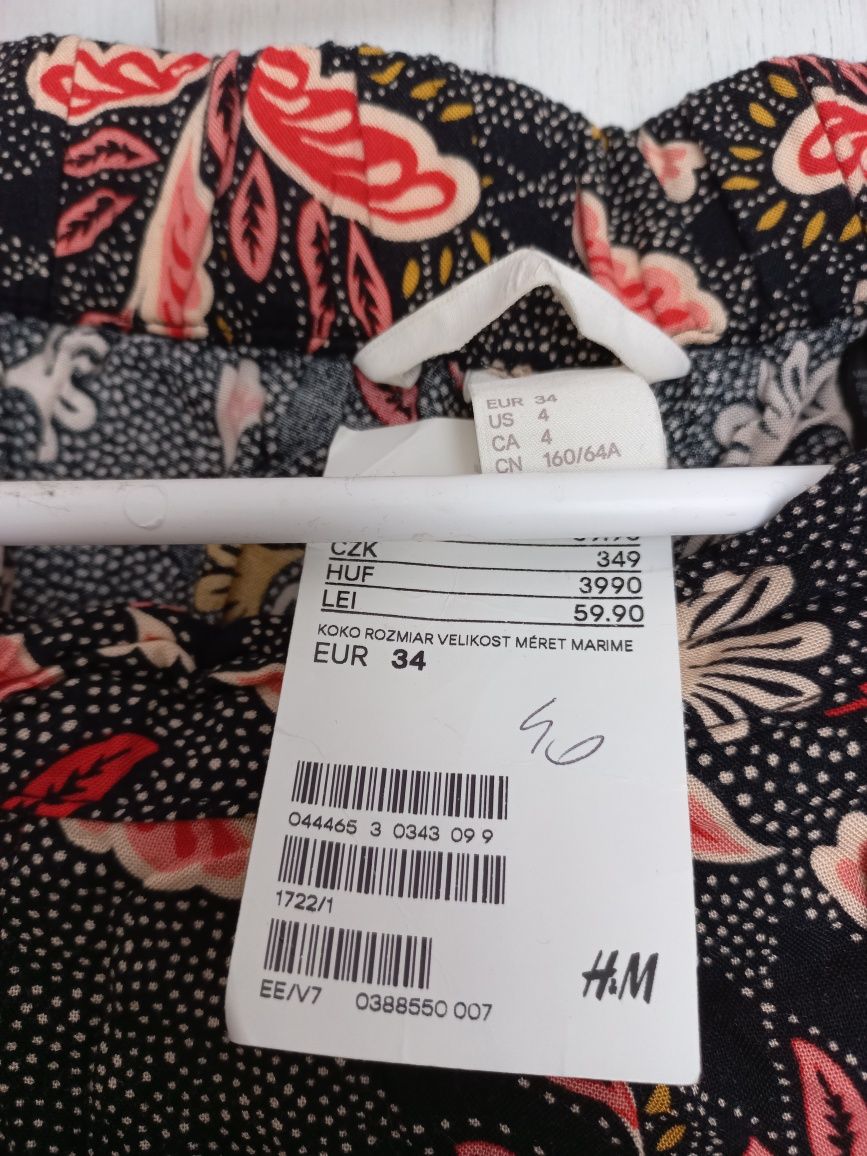 EUR 34
US 4
CA 4
CN 160/64A
CZK 349
HUF 3990
LEI 59.90
KOKO ROZMIAR VELIKOST MÉRET MARIME
EUR 34
044465 3 0343 09 9
1722/1
EE/V7 0388550 007
H&M